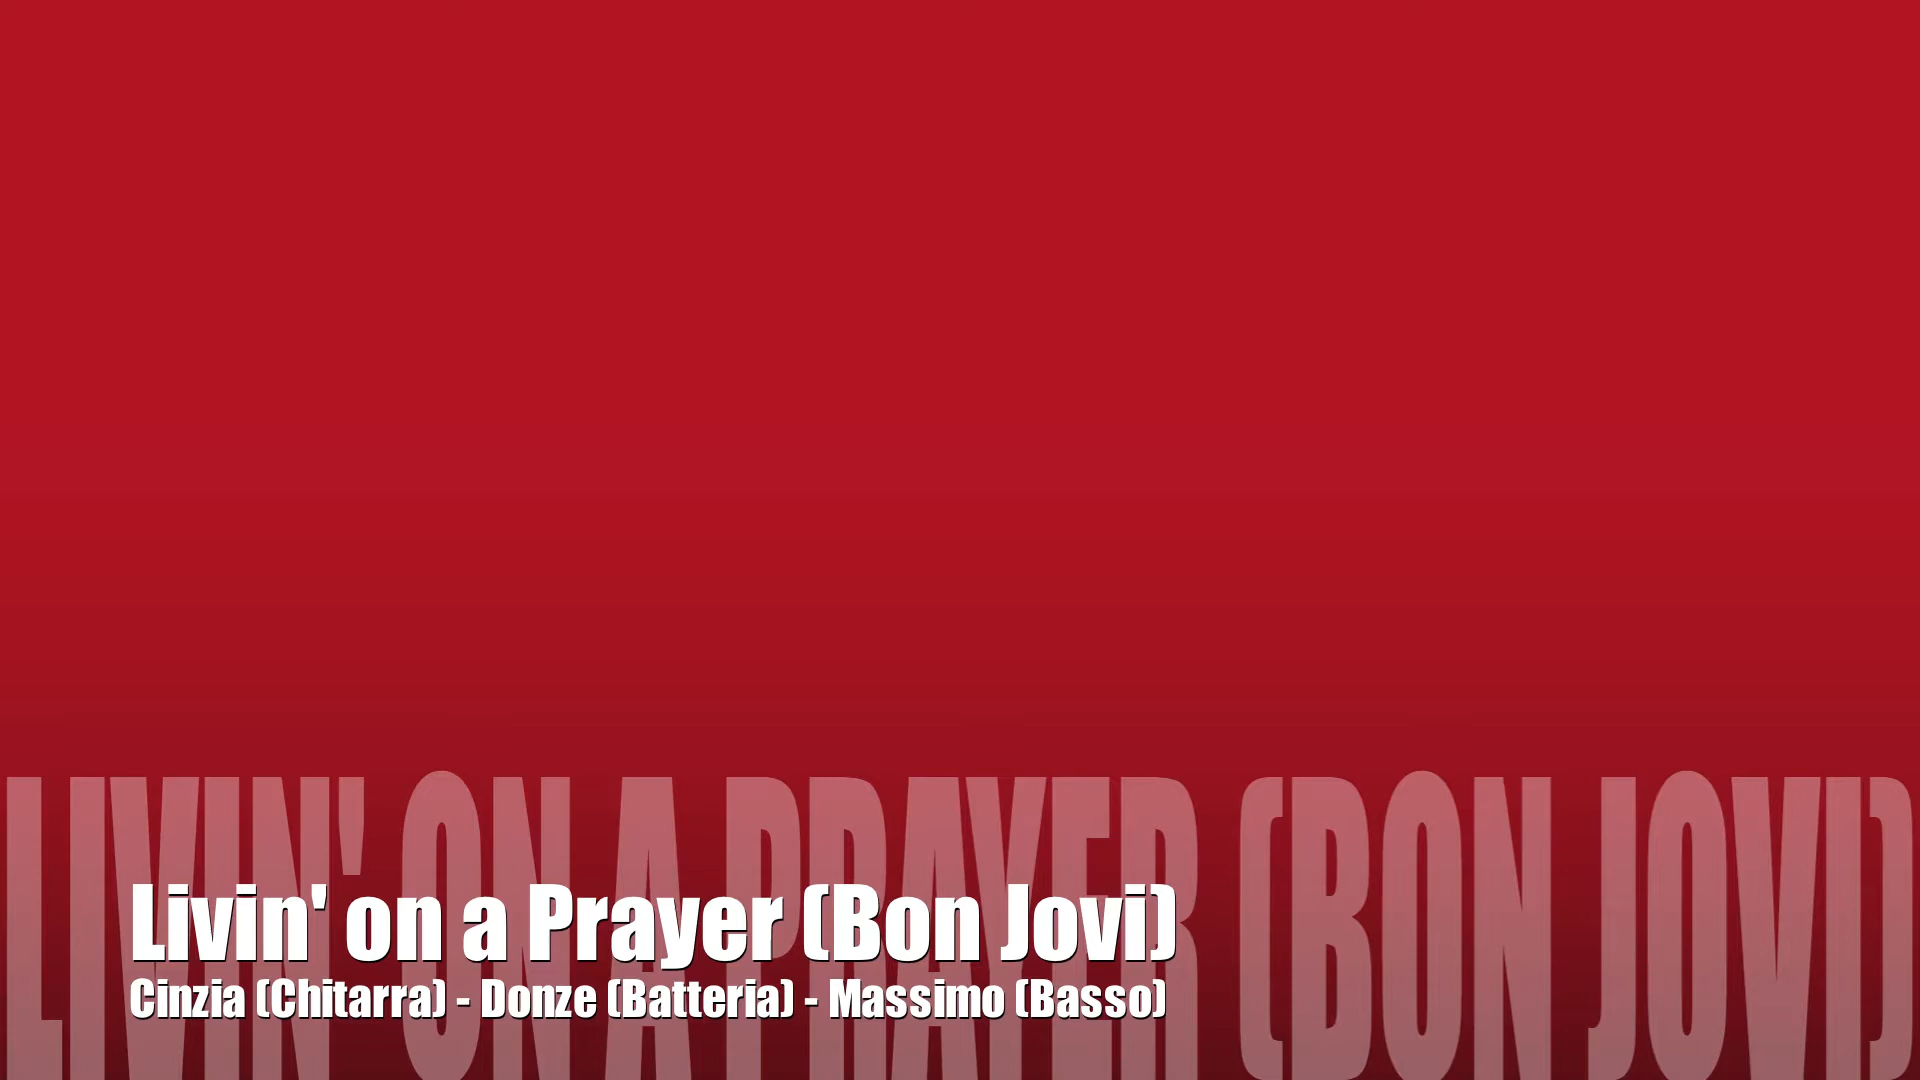 LIVIN' ON A PRAYER (BON JOVI)
Livin' on a Prayer (Bon Jovi)
Cinzia (Chitarra) - Donze (Batteria) - Massimo (Basso)